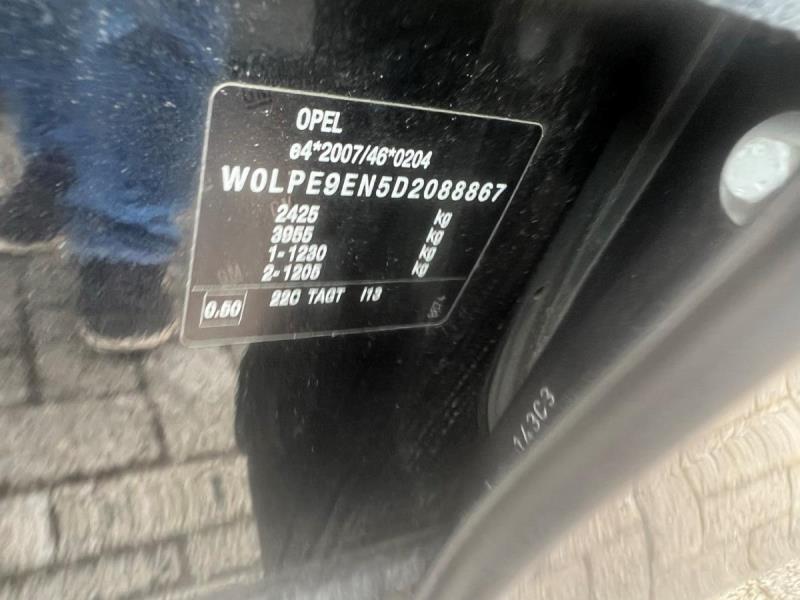 OPEL
e4*2007/46*0204
W0LPE9EN5D2088867
2425 kg
3955 kg
1-1230 kg
2-1205 kg
0.50 22C TAGT /13
143C3